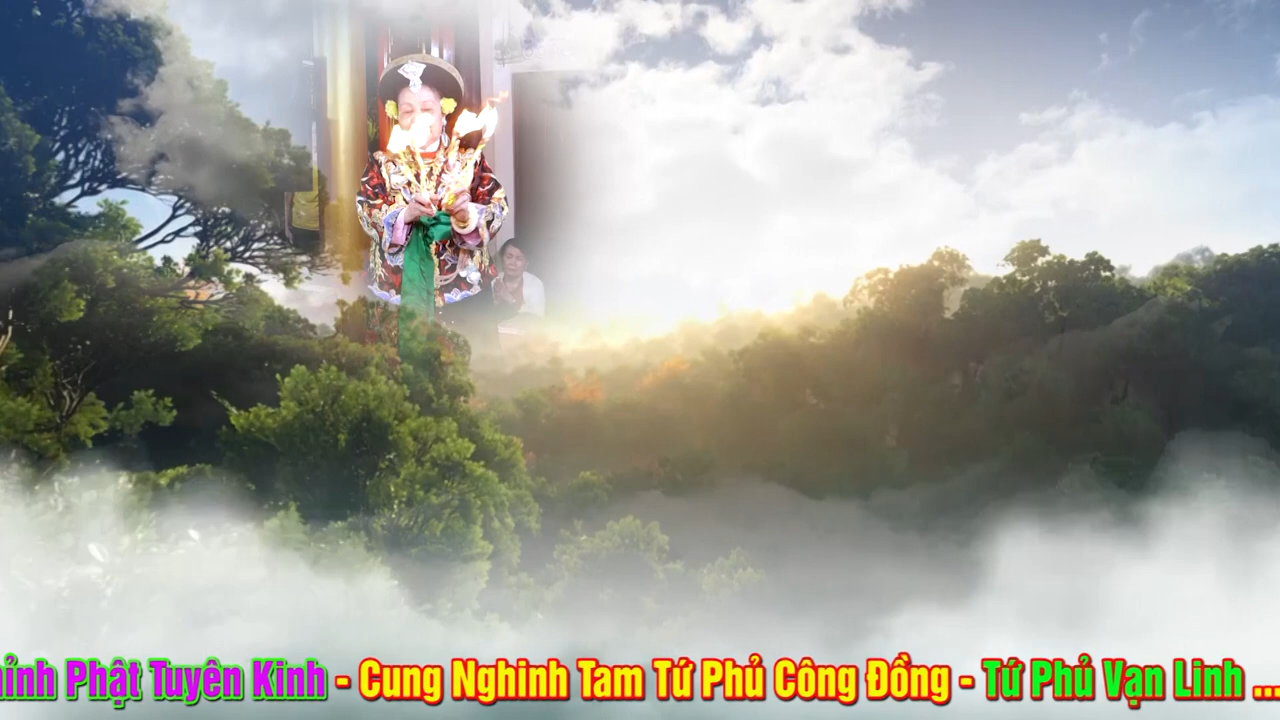 Phật Tuyên Kinh - Cung Nghinh Tam Tứ Phủ Công Đồng - Tứ Phủ Vạn Linh ...